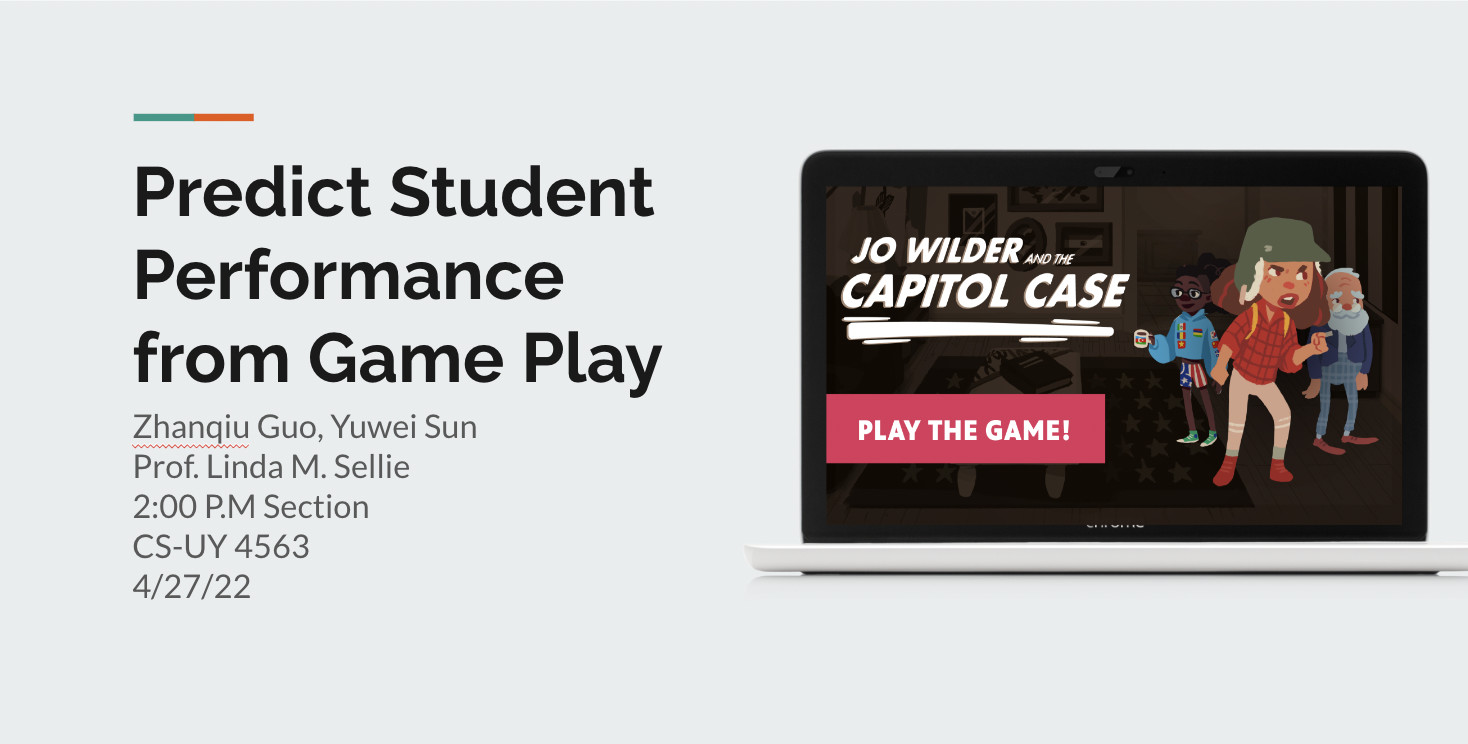 Predict Student
Performance
from Game Play
Zhanqiu Guo, Yuwei Sun
Prof. Linda M. Sellie
2:00 P.M Section
CS-UY 4563
4/27/22
JO WILDER AND THE
CAPITOL CASE
PLAY THE GAME!
chrome